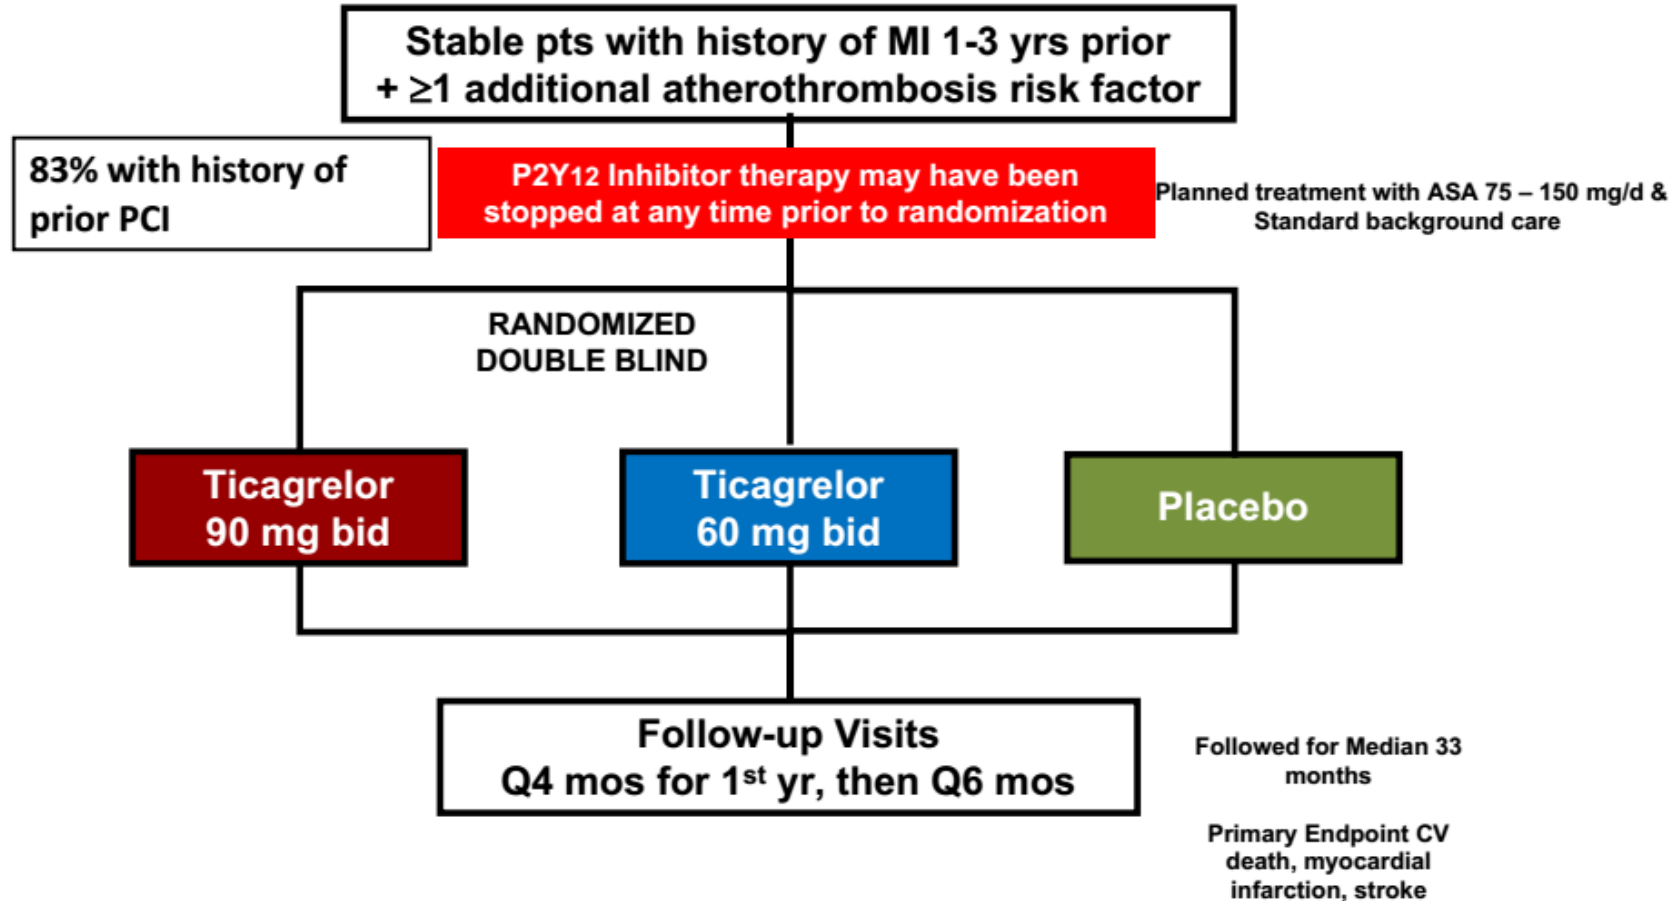 Stable pts with history of MI 1-3 yrs prior
+ ≥1 additional atherothrombosis risk factor
83% with history of
prior PCI
P2Y12 Inhibitor therapy may have been
stopped at any time prior to randomization
Planned treatment with ASA 75 – 150 mg/d &
Standard background care
RANDOMIZED
DOUBLE BLIND
Ticagrelor
90 mg bid
Ticagrelor
60 mg bid
Placebo
Follow-up Visits
Q4 mos for 1st yr, then Q6 mos
Followed for Median 33
months
Primary Endpoint CV
death, myocardial
infarction, stroke